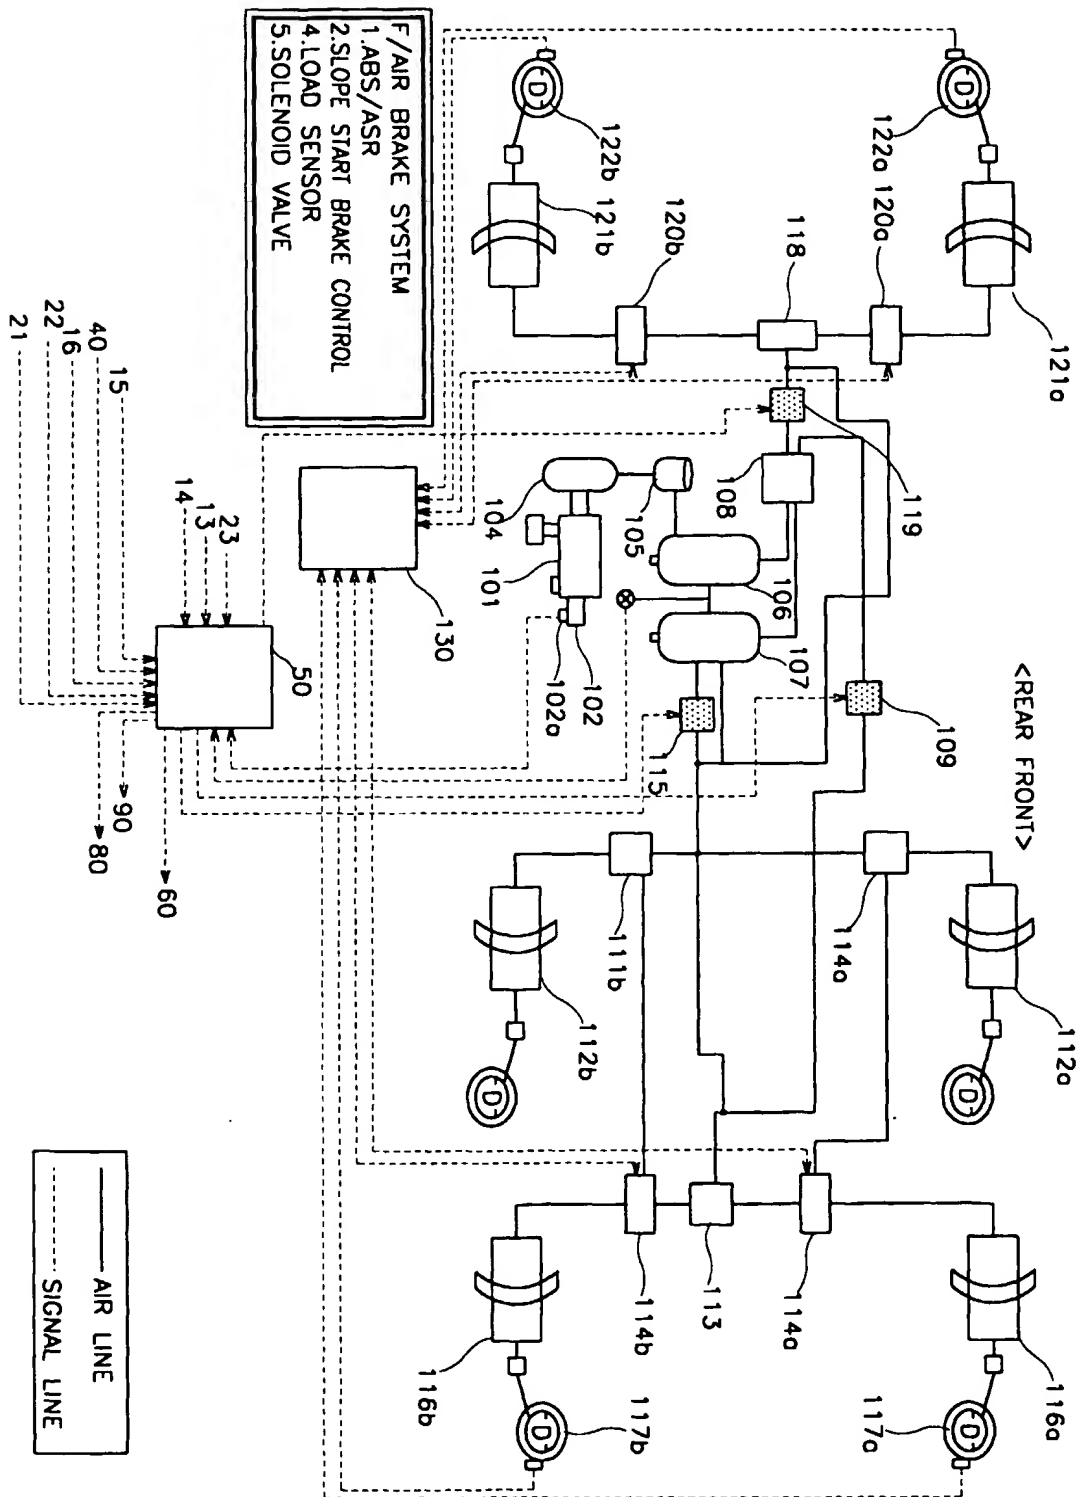 121a
112a
116a
<REAR FRONT>
109
119
122a
120a
117a
114a
118
114a
108
107
106
113
105
115
120b
111b
114b
122b
121b
102
102a
112b
117b
104
101
130
116b
F/AIR BRAKE SYSTEM
1.ABS/ASR
2.SLOPE START BRAKE CONTROL
4.LOAD SENSOR
5.SOLENOID VALVE
50
23
13
14
15
40
16
22
21
60
90
80
AIR LINE
SIGNAL LINE
D
D
D
D
D
D